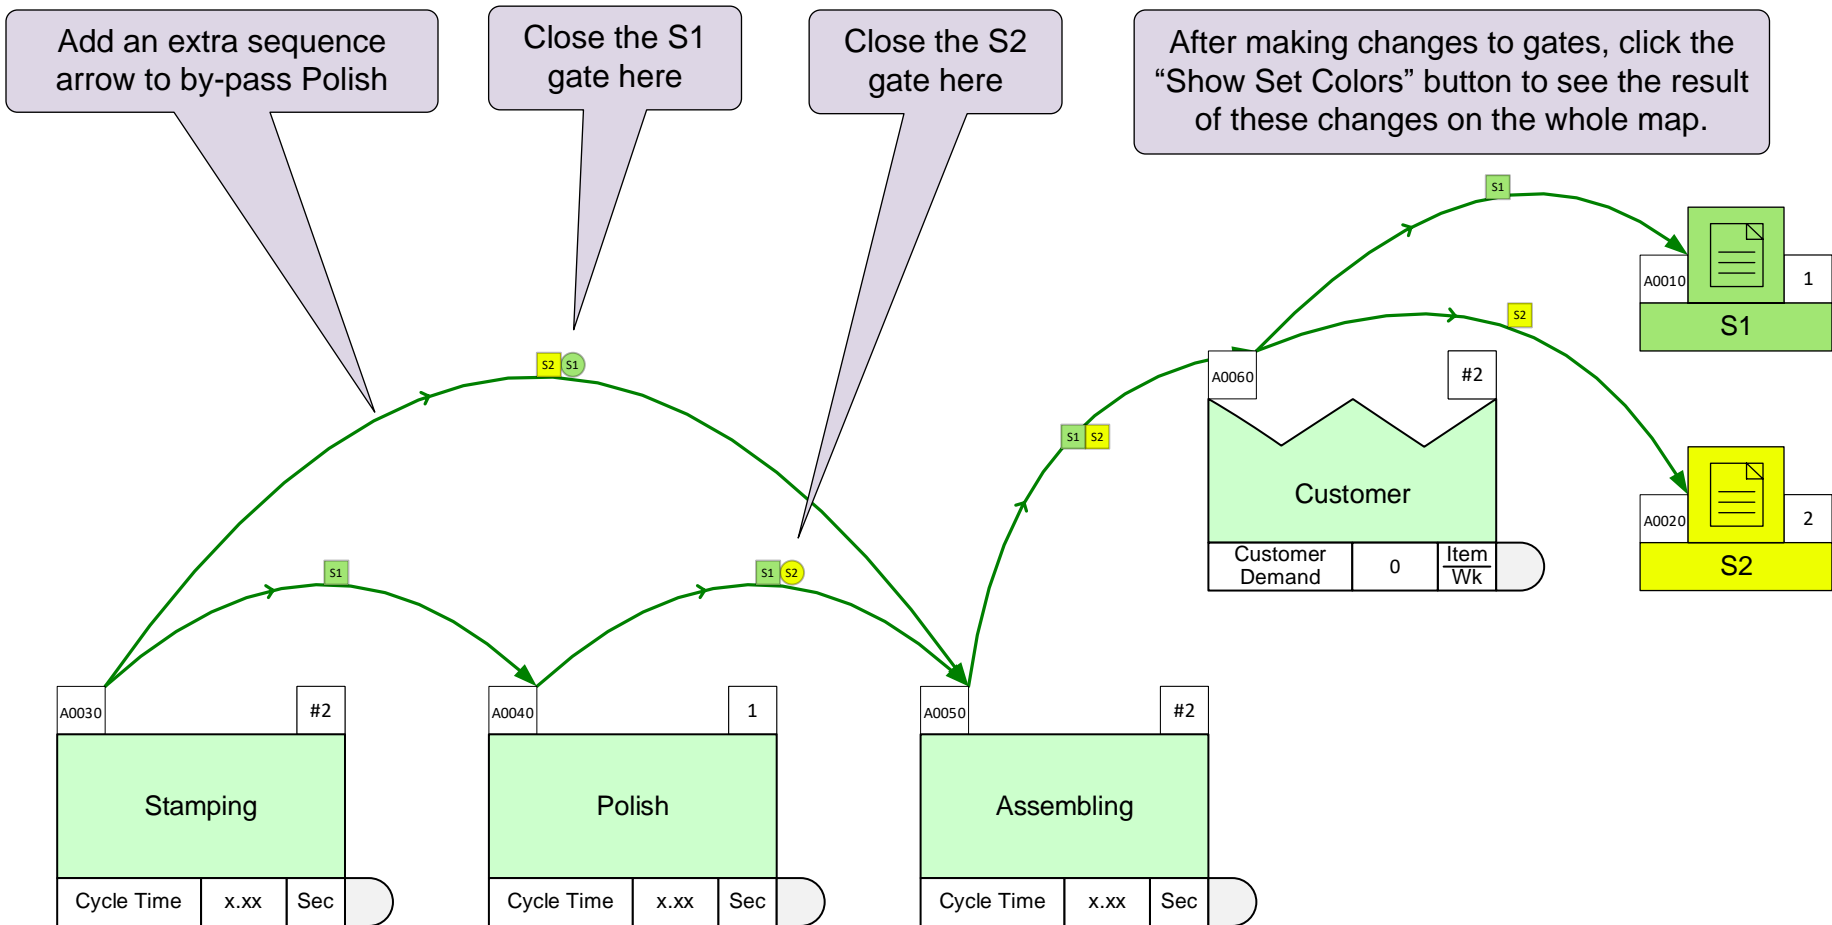 Add an extra sequence
arrow to by-pass Polish
Close the S1
gate here
Close the S2
gate here
After making changes to gates, click the
“Show Set Colors” button to see the result
of these changes on the whole map.
S1
A0010
1
S1
S2
A0020
2
S2
S2 S1
A0060
#2
S1 S2
Customer
Customer
Demand
0
Item
Wk
S1
S1 S2
A0030
#2
Stamping
Cycle Time
x.xx
Sec
A0040
1
Polish
Cycle Time
x.xx
Sec
A0050
#2
Assembling
Cycle Time
x.xx
Sec